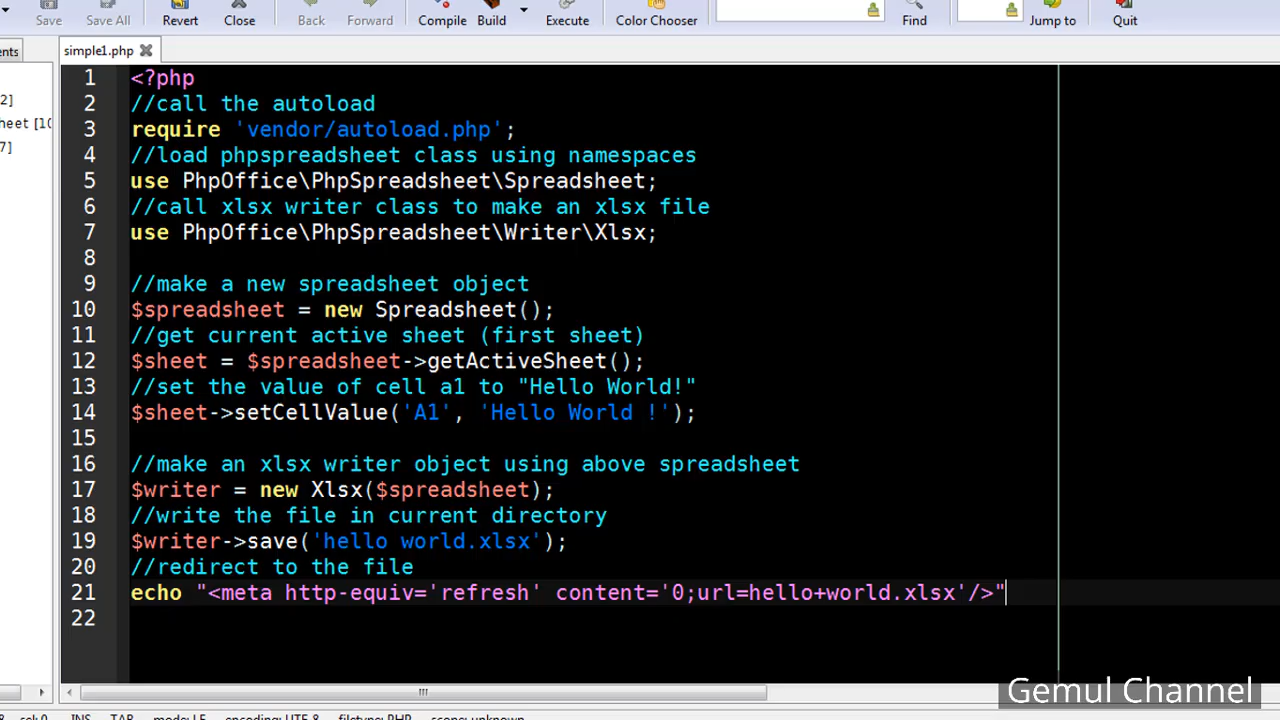 Save Save All Revert Close Back Forward Compile Build Execute Color Chooser Find Jump to Quit
simple1.php
1 <?php
2 //call the autoload
3 require 'vendor/autoload.php';
4 //load phpspreadsheet class using namespaces
5 use PhpOffice\PhpSpreadsheet\Spreadsheet;
6 //call xlsx writer class to make an xlsx file
7 use PhpOffice\PhpSpreadsheet\Writer\Xlsx;
8
9 //make a new spreadsheet object
10 $spreadsheet = new Spreadsheet();
11 //get current active sheet (first sheet)
12 $sheet = $spreadsheet->getActiveSheet();
13 //set the value of cell a1 to "Hello World!"
14 $sheet->setCellValue('A1', 'Hello World !');
15
16 //make an xlsx writer object using above spreadsheet
17 $writer = new Xlsx($spreadsheet);
18 //write the file in current directory
19 $writer->save('hello world.xlsx');
20 //redirect to the file
21 echo "<meta http-equiv='refresh' content='0;url=hello+world.xlsx'/>"
22
Gemul Channel